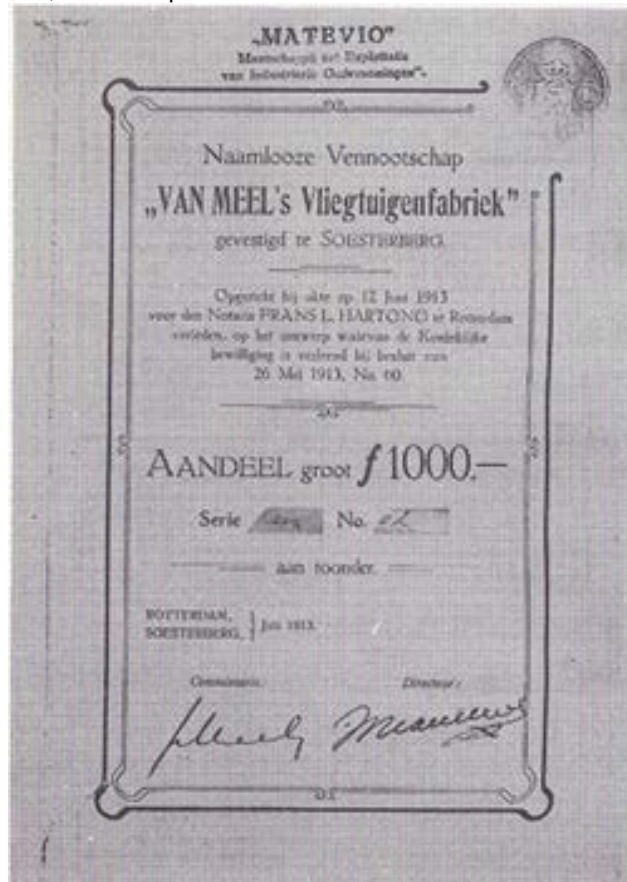 „MATEVIO"
Maatschappij tot Exploitatie
van Industrieele Ondernemingen".
Naamlooze Vennootschap
„VAN MEEL's Vliegtuigenfabriek"
gevestigd te SOESTERBERG.
Opgericht bij akte op 12 Juni 1913
voor den Notaris FRANS L. HARTONG te Rotterdam
verleden, op het ontwerp waarvan de Koninklijke
bewilliging is verleend bij besluit van
26 Mei 1913, No. 60.
AANDEEL groot ƒ 1000.—
Serie No.
aan toonder.
ROTTERDAM,
SOESTERBERG, } Juni 1913.
Commissaris. Directeur: